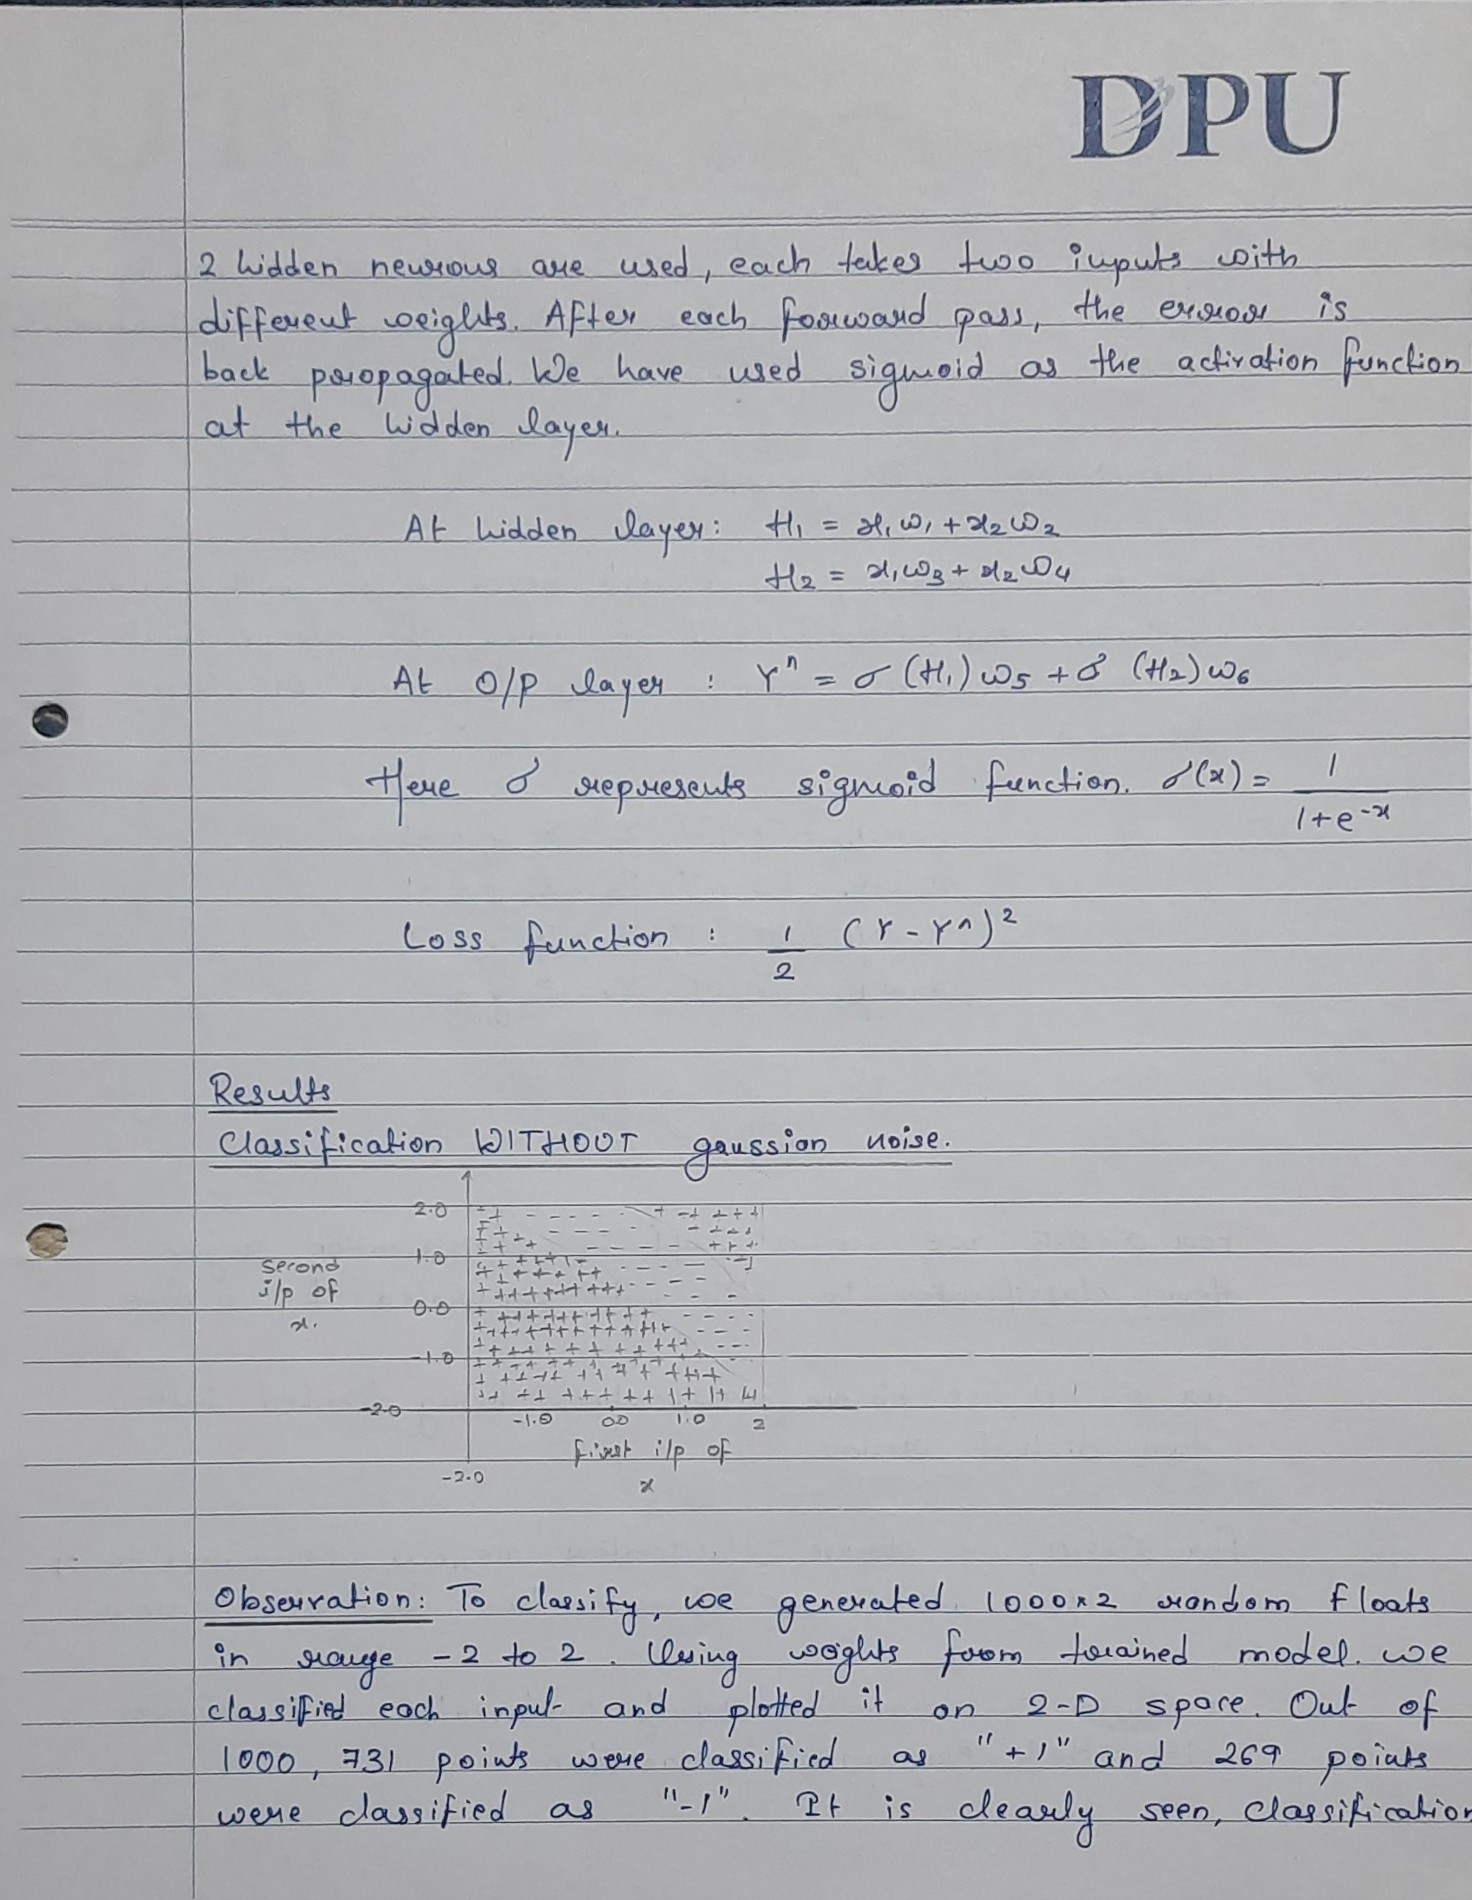 DPU
2 hidden neurons are used, each takes two inputs with
different weights. After each forward pass, the error is
back propagated. We have used sigmoid as the activation function
at the hidden layer.
At hidden layer: H₁ = x₁w₁ + x₂w₂
H₂ = x₁w₃ + x₂w₄
At O/P layer : Y^ = σ (H₁) w₅ + σ (H₂) w₆
Here σ represents sigmoid function. σ(x) = 1 / 1+e^-x
Loss function : 1/2 (Y - Y^)²
Results
Classification WITHOUT gaussion noise.
2.0
1.0
second
i/p of
x.
0.0
-1.0
-2.0
-1.0 0.0 1.0 2
first i/p of
-2.0 x
Observation: To classify, we generated 1000x2 random floats
in range -2 to 2. Using weights from trained model. we
classified each input and plotted it on 2-D space. Out of
1000, 731 points were classified as "+1" and 269 points
were classified as "-1". It is clearly seen, classification